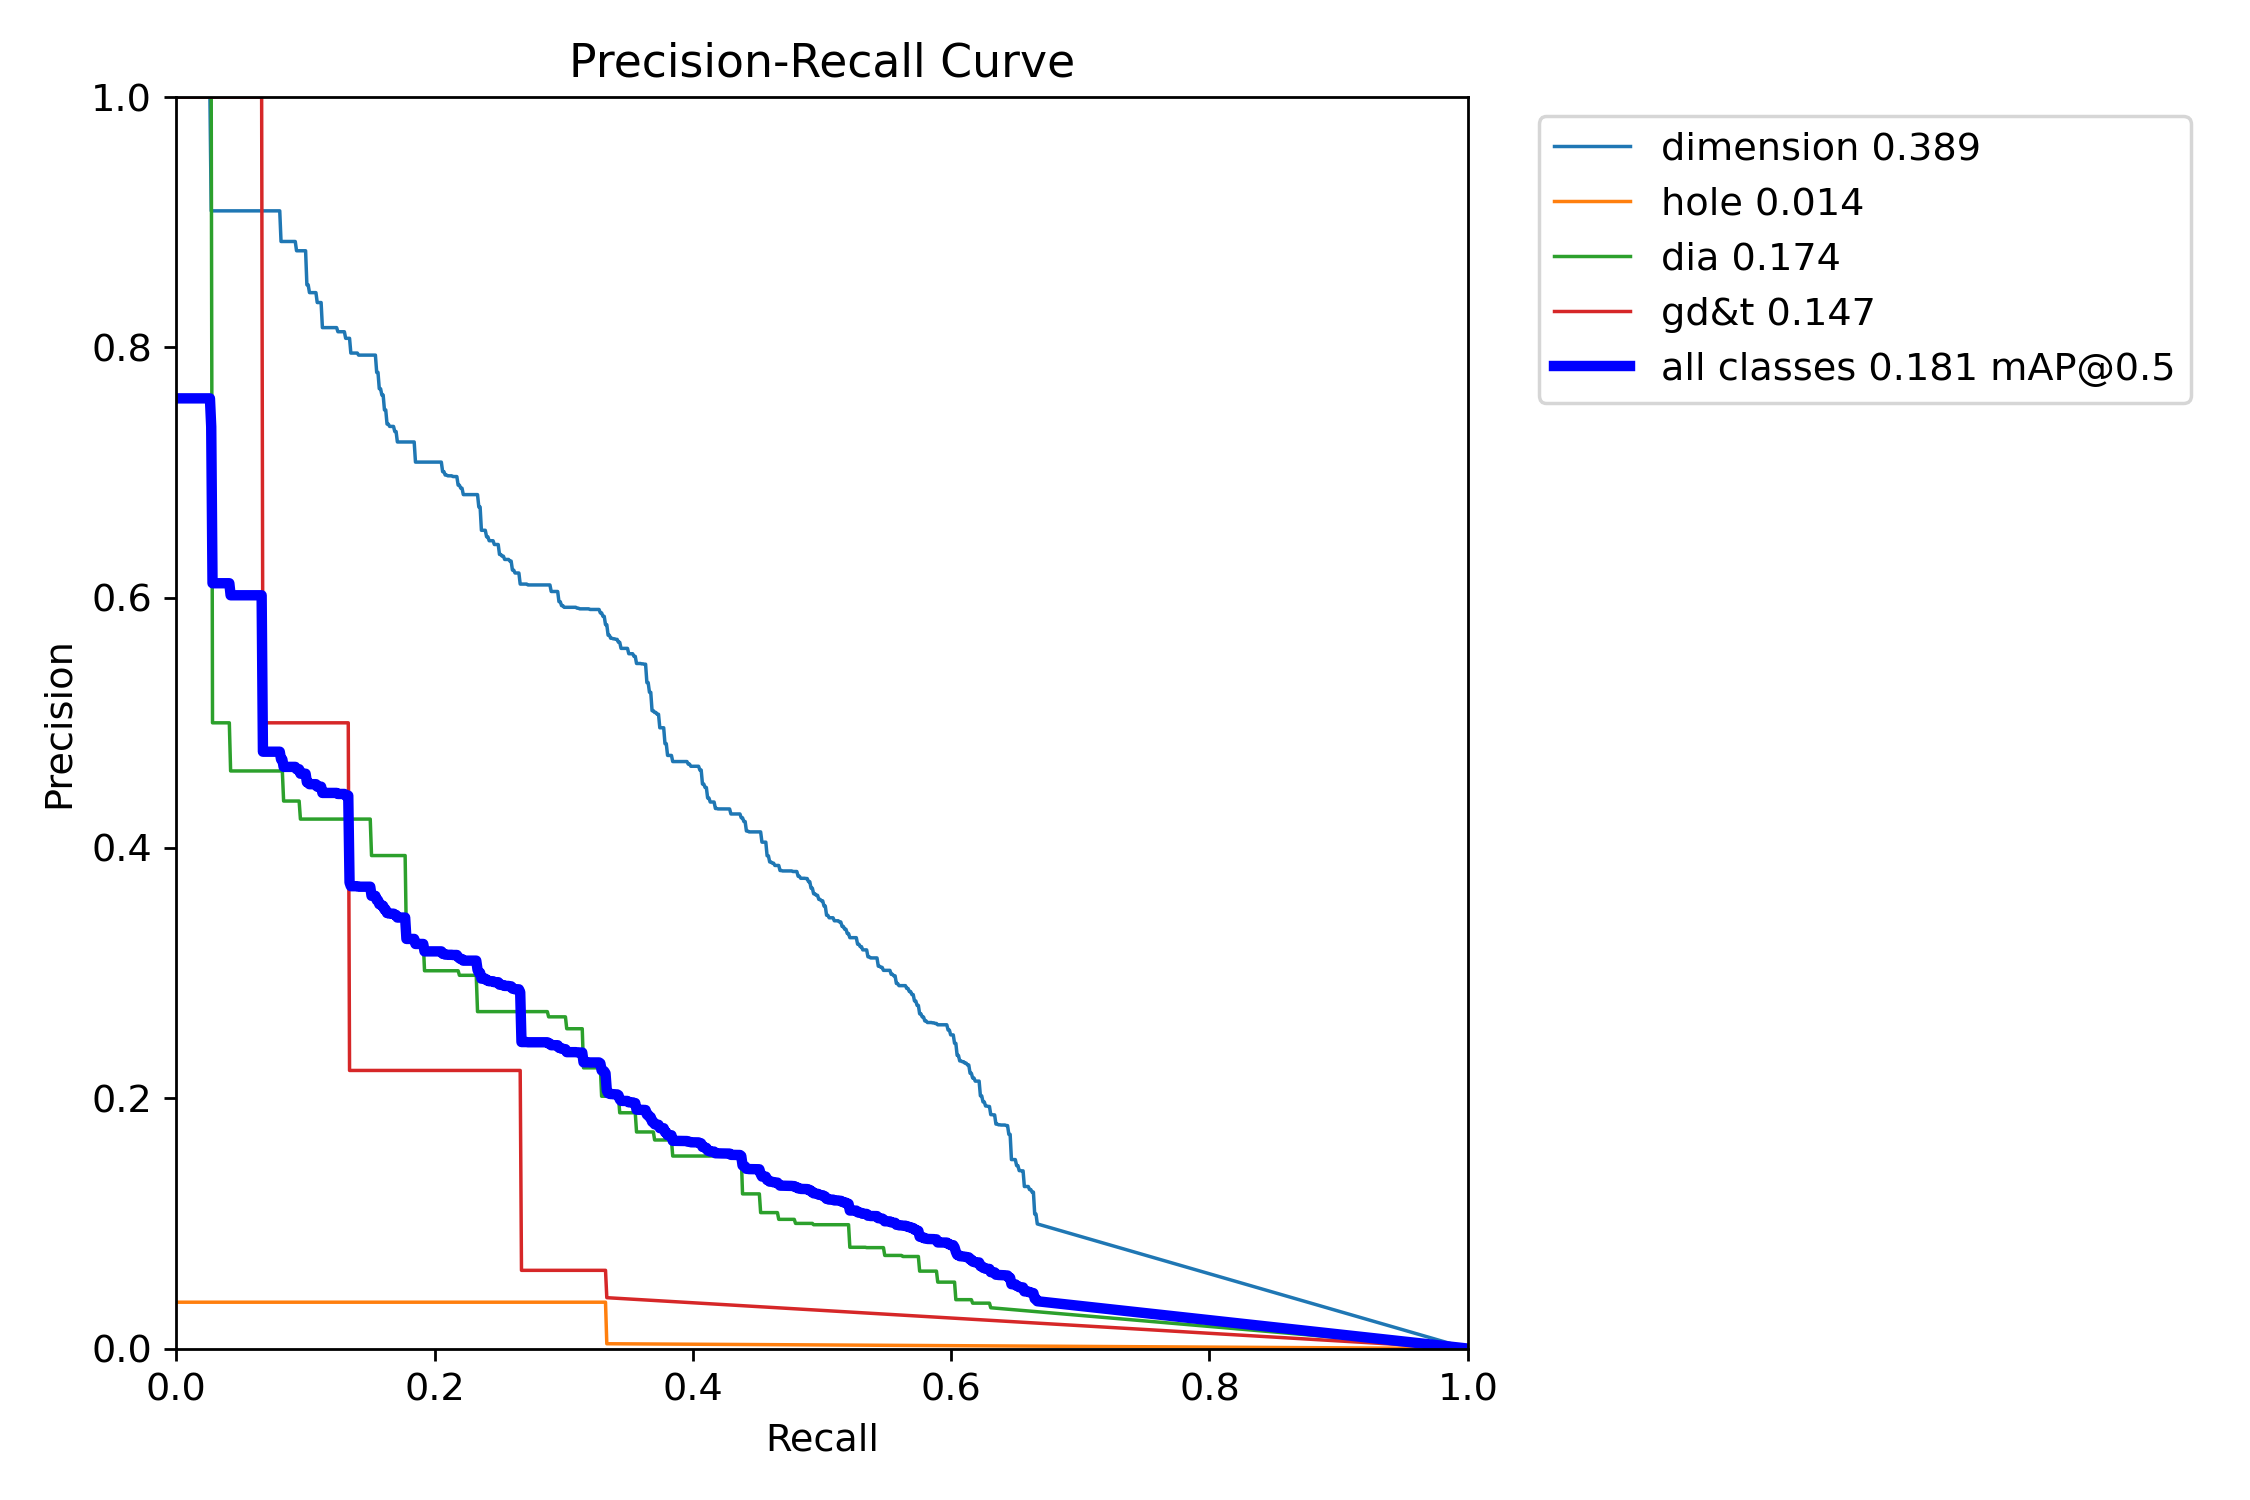 Precision-Recall Curve
1.0
0.8
0.6
0.4
0.2
0.0
Precision
0.0 0.2 0.4 0.6 0.8 1.0
Recall
dimension 0.389
hole 0.014
dia 0.174
gd&t 0.147
all classes 0.181 mAP@0.5